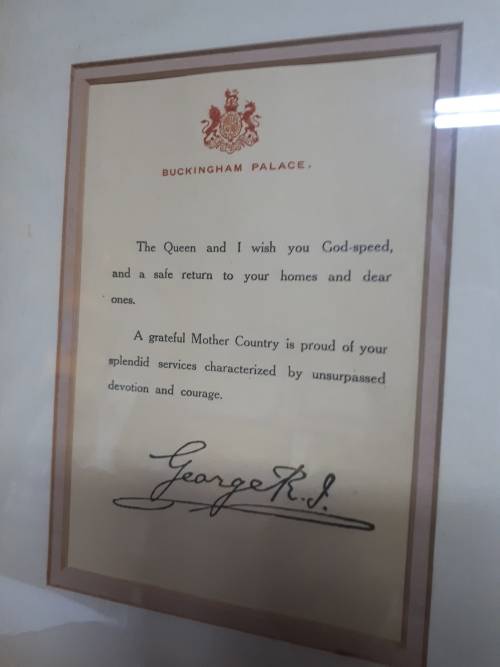 BUCKINGHAM PALACE.
The Queen and I wish you God-speed,
and a safe return to your homes and dear
ones.
A grateful Mother Country is proud of your
splendid services characterized by unsurpassed
devotion and courage.
George R.I.